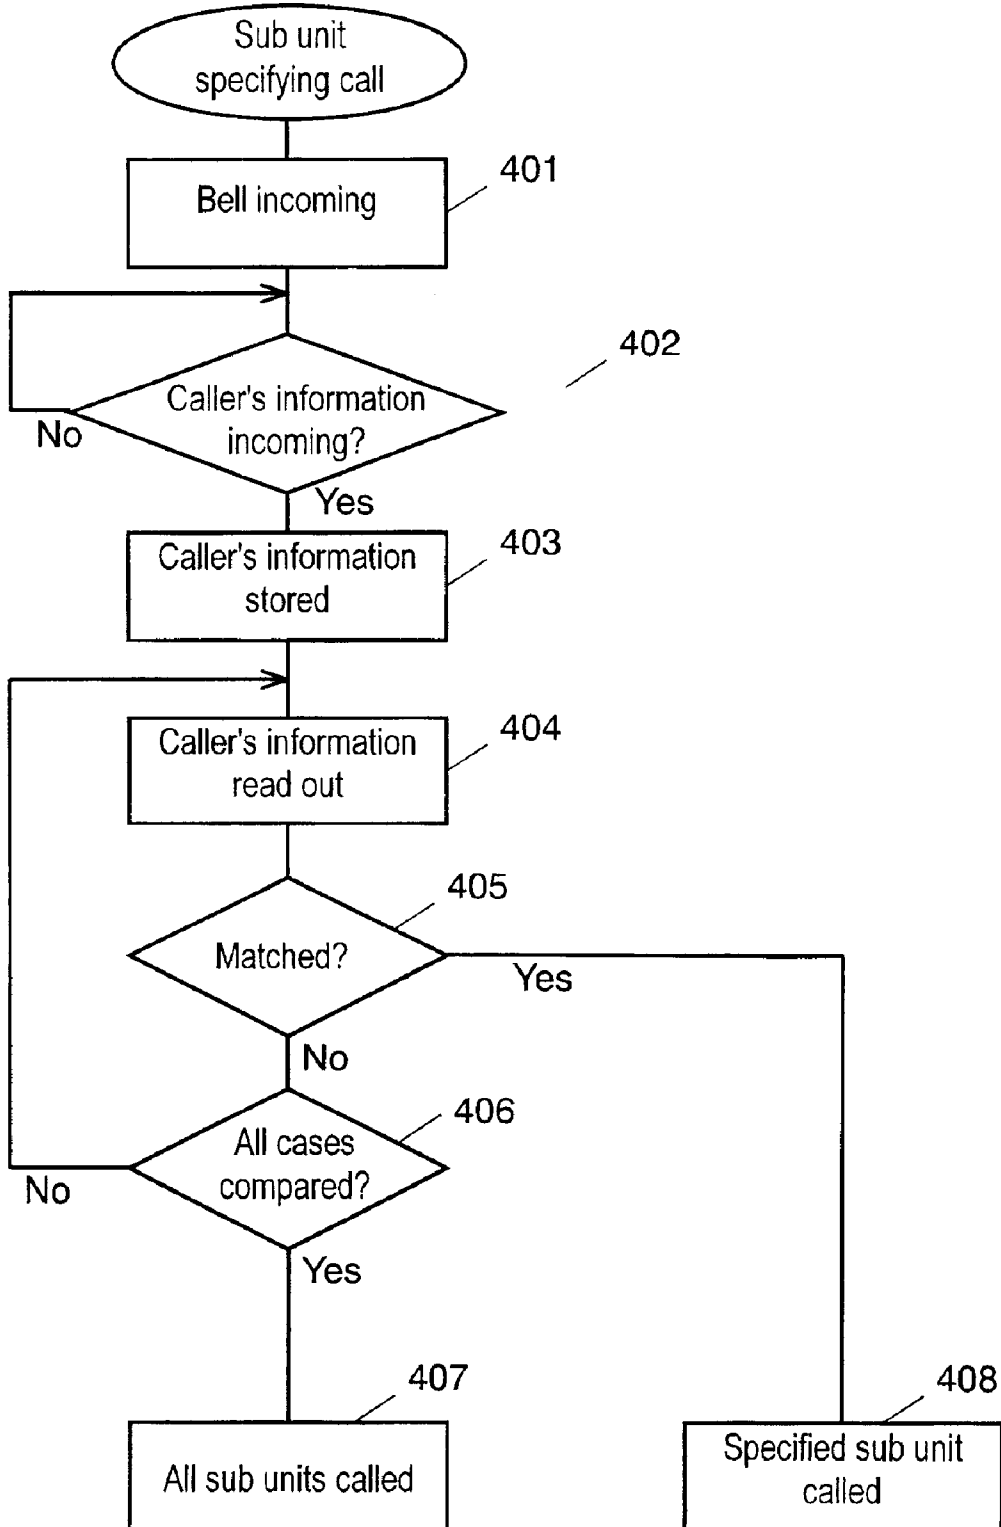 Sub unit
specifying call
Bell incoming
401
Caller's information
incoming?
402
No
Yes
Caller's information
stored
403
Caller's information
read out
404
Matched?
405
Yes
No
All cases
compared?
406
No
Yes
All sub units called
407
Specified sub unit
called
408